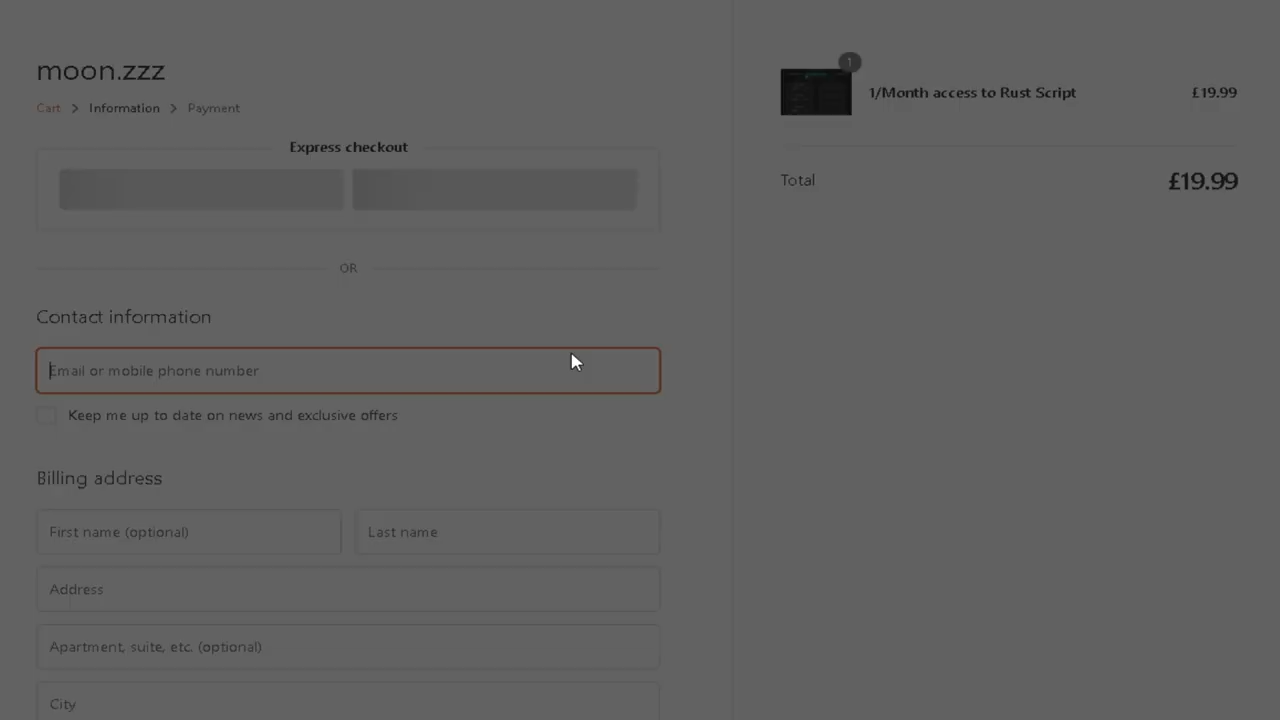 moon.zzz
Cart > Information > Payment
Express checkout
OR
Contact information
Email or mobile phone number
Keep me up to date on news and exclusive offers
Billing address
First name (optional)
Last name
Address
Apartment, suite, etc. (optional)
City
1
1/Month access to Rust Script
£19.99
Total
£19.99